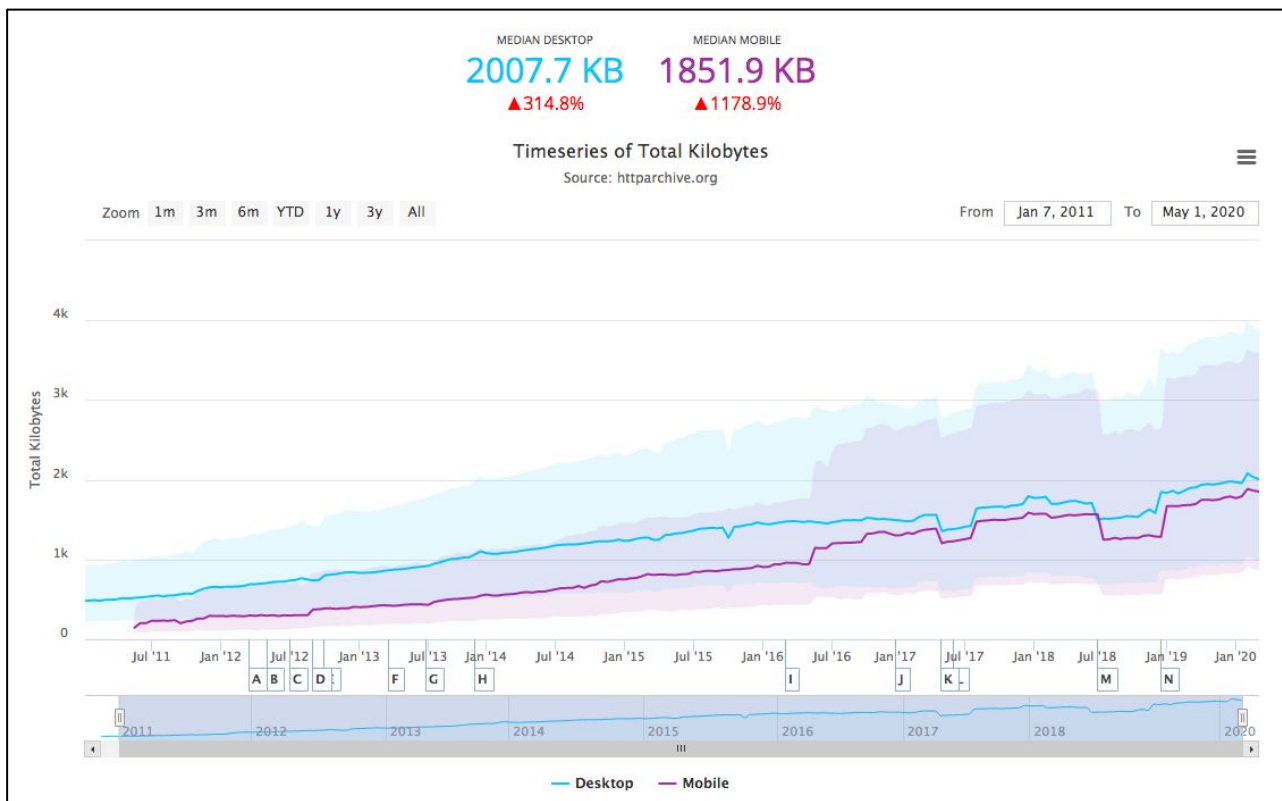 MEDIAN DESKTOP MEDIAN MOBILE
2007.7 KB 1851.9 KB
▲314.8% ▲1178.9%
Timeseries of Total Kilobytes
Source: httparchive.org
Zoom 1m 3m 6m YTD 1y 3y All From Jan 7, 2011 To May 1, 2020
Total Kilobytes
4k
3k
2k
1k
0
Jul '11 Jan '12 Jul '12 Jan '13 Jul '13 Jan '14 Jul '14 Jan '15 Jul '15 Jan '16 Jul '16 Jan '17 Jul '17 Jan '18 Jul '18 Jan '19 Jan '20
A B C D F G H I J K L M N
2011 2012 2013 2014 2015 2016 2017 2018 2020
Desktop Mobile